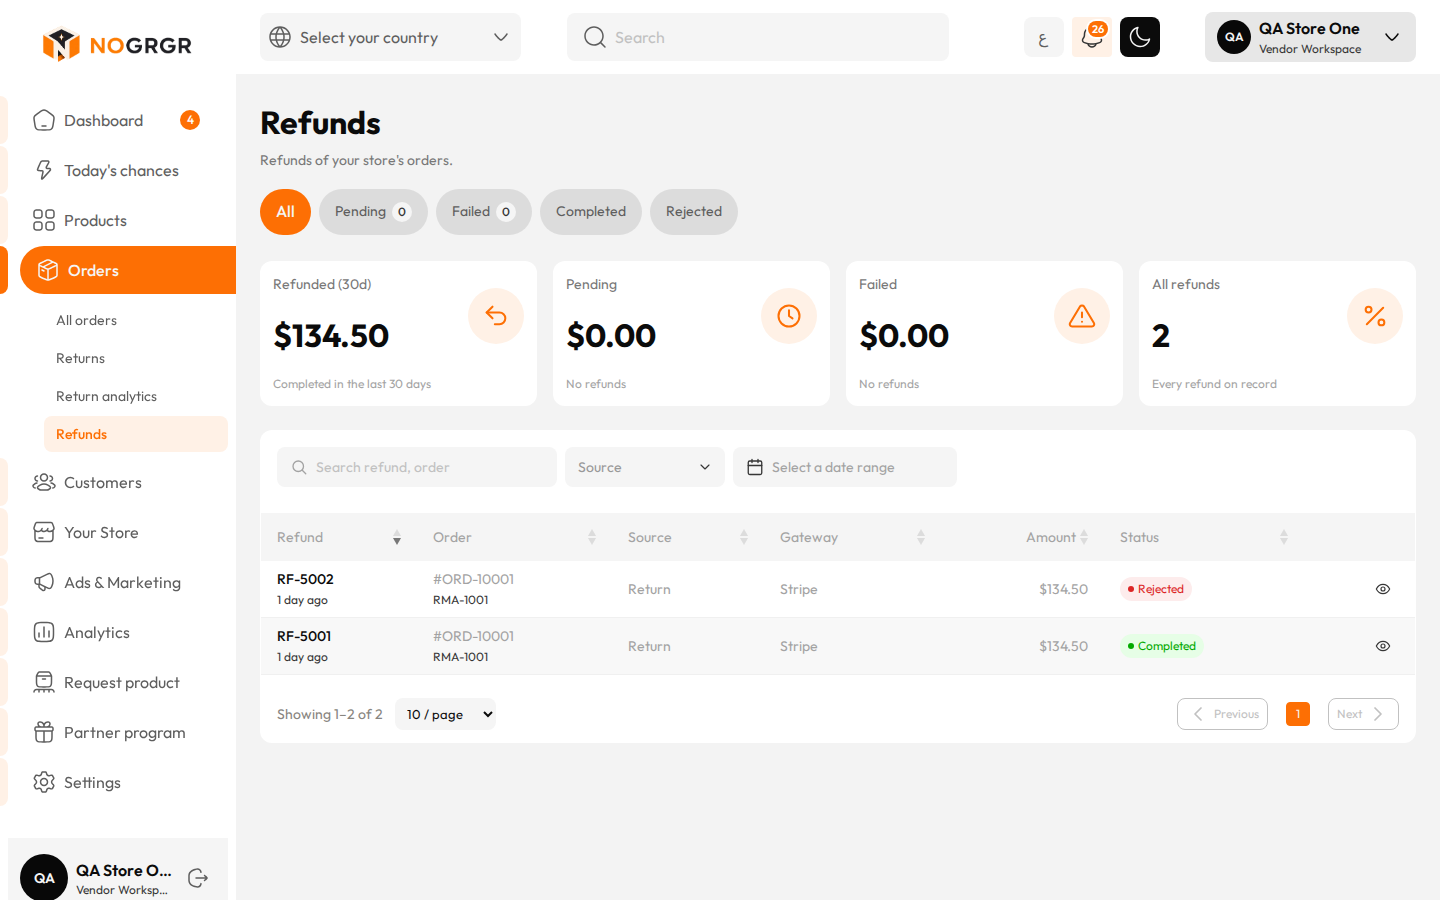 NOGRGR
Select your country
Search
ع
26
QA
QA Store One
Vendor Workspace
Dashboard
4
Today's chances
Products
Orders
All orders
Returns
Return analytics
Refunds
Customers
Your Store
Ads & Marketing
Analytics
Request product
Partner program
Settings
QA
QA Store O...
Vendor Worksp...
Refunds
Refunds of your store's orders.
All
Pending 0
Failed 0
Completed
Rejected
Refunded (30d)
$134.50
Completed in the last 30 days
Pending
$0.00
No refunds
Failed
$0.00
No refunds
All refunds
2
Every refund on record
Search refund, order
Source
Select a date range
Refund Order Source Gateway Amount Status
RF-5002 #ORD-10001 Return Stripe $134.50 Rejected
1 day ago RMA-1001
RF-5001 #ORD-10001 Return Stripe $134.50 Completed
1 day ago RMA-1001
Showing 1–2 of 2
10 / page
Previous
1
Next